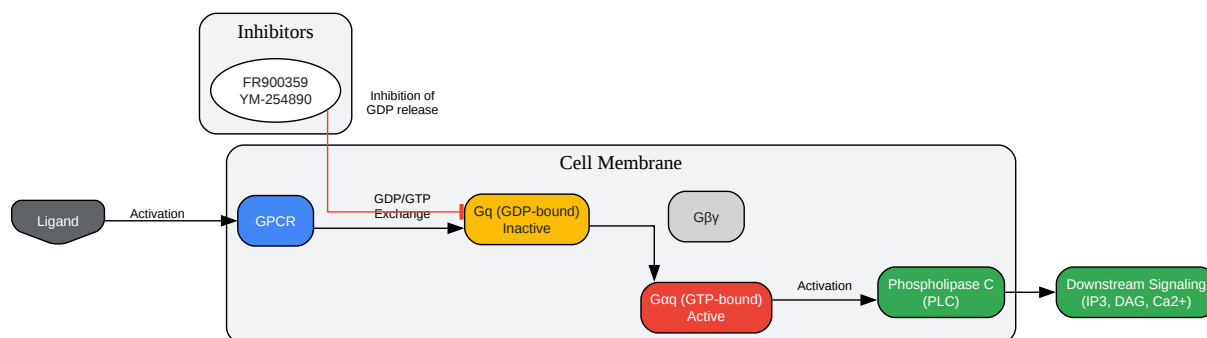 Inhibitors
FR900359
YM-254890
Inhibition of
GDP release
Cell Membrane
Ligand
Activation
GPCR
GDP/GTP
Exchange
Gq (GDP-bound)
Inactive
Gβγ
Gαq (GTP-bound)
Active
Activation
Phospholipase C
(PLC)
Downstream Signaling
(IP3, DAG, Ca2+)